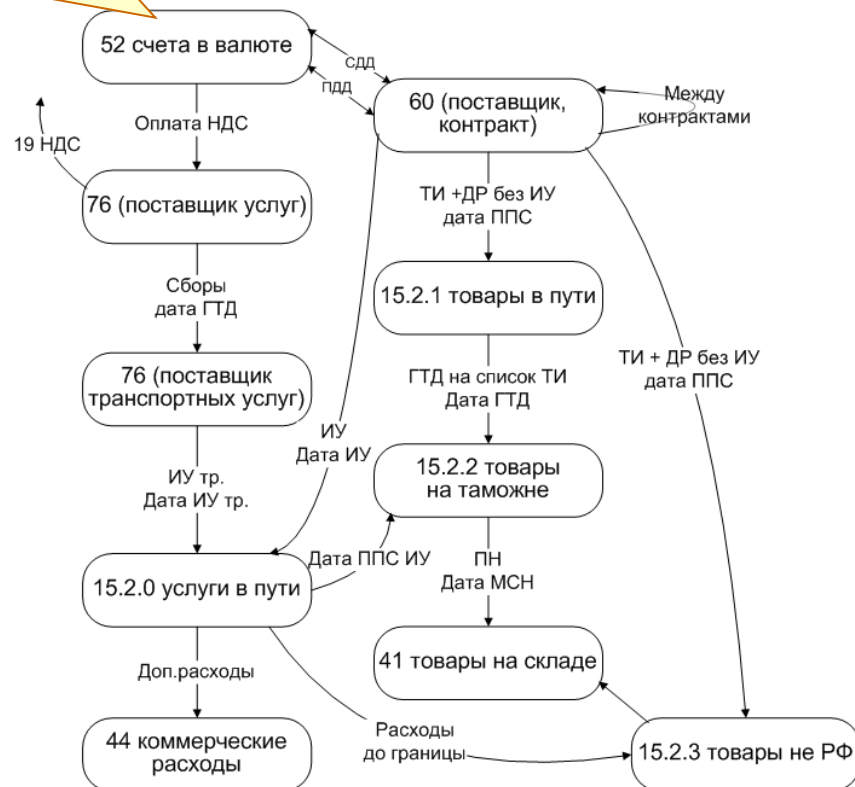 52 счета в валюте
СДД
ПДД
60 (поставщик,
контракт)
Между
контрактами
Оплата НДС
19 НДС
76 (поставщик услуг)
ТИ +ДР без ИУ
дата ППС
Сборы
дата ГТД
15.2.1 товары в пути
76 (поставщик
транспортных услуг)
ГТД на список ТИ
Дата ГТД
ТИ + ДР без ИУ
дата ППС
ИУ
Дата ИУ
ИУ тр.
Дата ИУ тр.
15.2.2 товары
на таможне
Дата ППС ИУ
ПН
Дата МСН
15.2.0 услуги в пути
41 товары на складе
Доп.расходы
44 коммерческие
расходы
Расходы
до границы
15.2.3 товары не РФ